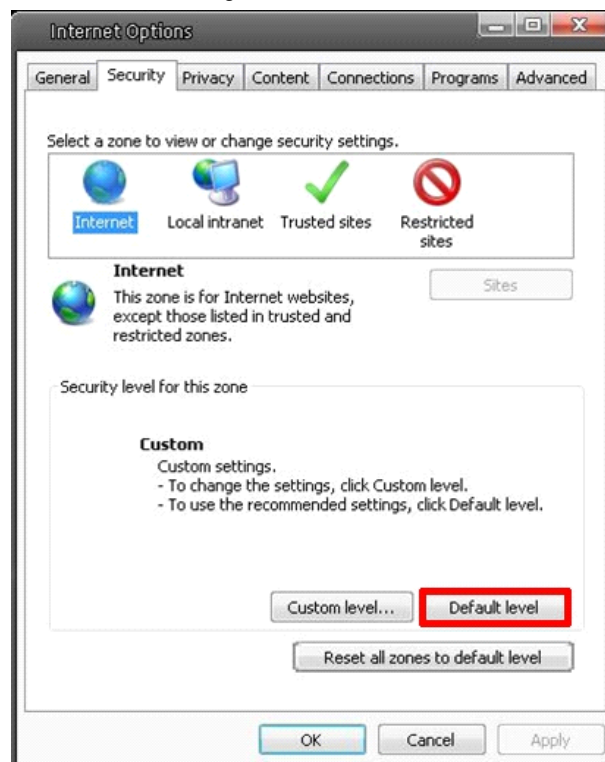 Internet Options
General Security Privacy Content Connections Programs Advanced
Select a zone to view or change security settings.
Internet Local intranet Trusted sites Restricted sites
Internet
Sites
This zone is for Internet websites,
except those listed in trusted and
restricted zones.
Security level for this zone
Custom
Custom settings.
- To change the settings, click Custom level.
- To use the recommended settings, click Default level.
Custom level... Default level
Reset all zones to default level
OK Cancel Apply